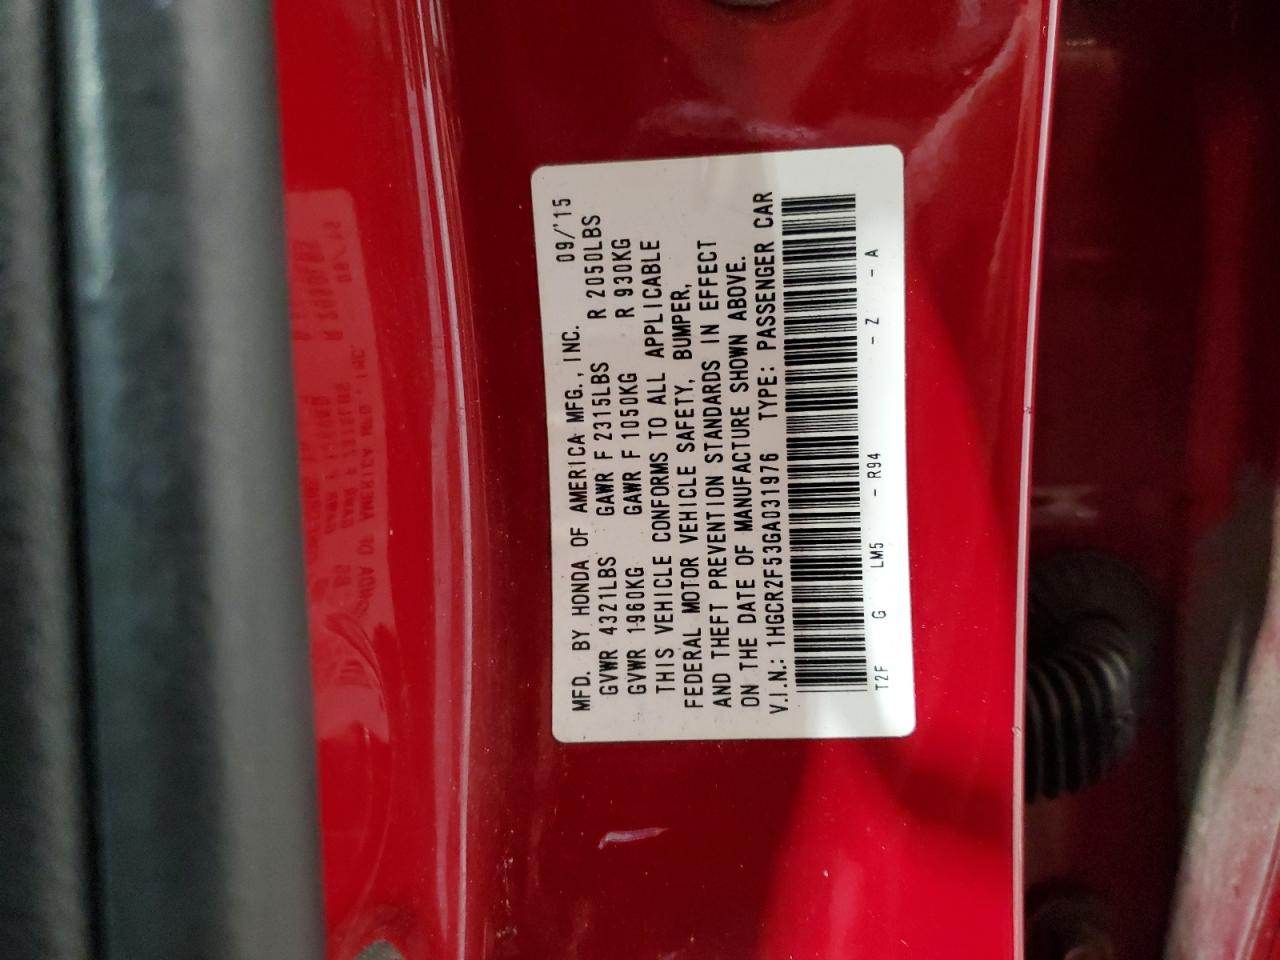 MFD. BY HONDA OF AMERICA MFG., INC. 09/'15
GVWR 4321LBS GAWR F 2315LBS R 2050LBS
GVWR 1960KG GAWR F 1050KG R 930KG
THIS VEHICLE CONFORMS TO ALL APPLICABLE
FEDERAL MOTOR VEHICLE SAFETY, BUMPER,
AND THEFT PREVENTION STANDARDS IN EFFECT
ON THE DATE OF MANUFACTURE SHOWN ABOVE.
V.I.N.: 1HGCR2F53GA031976 TYPE: PASSENGER CAR
T2F G LM5 - R94 - Z - A